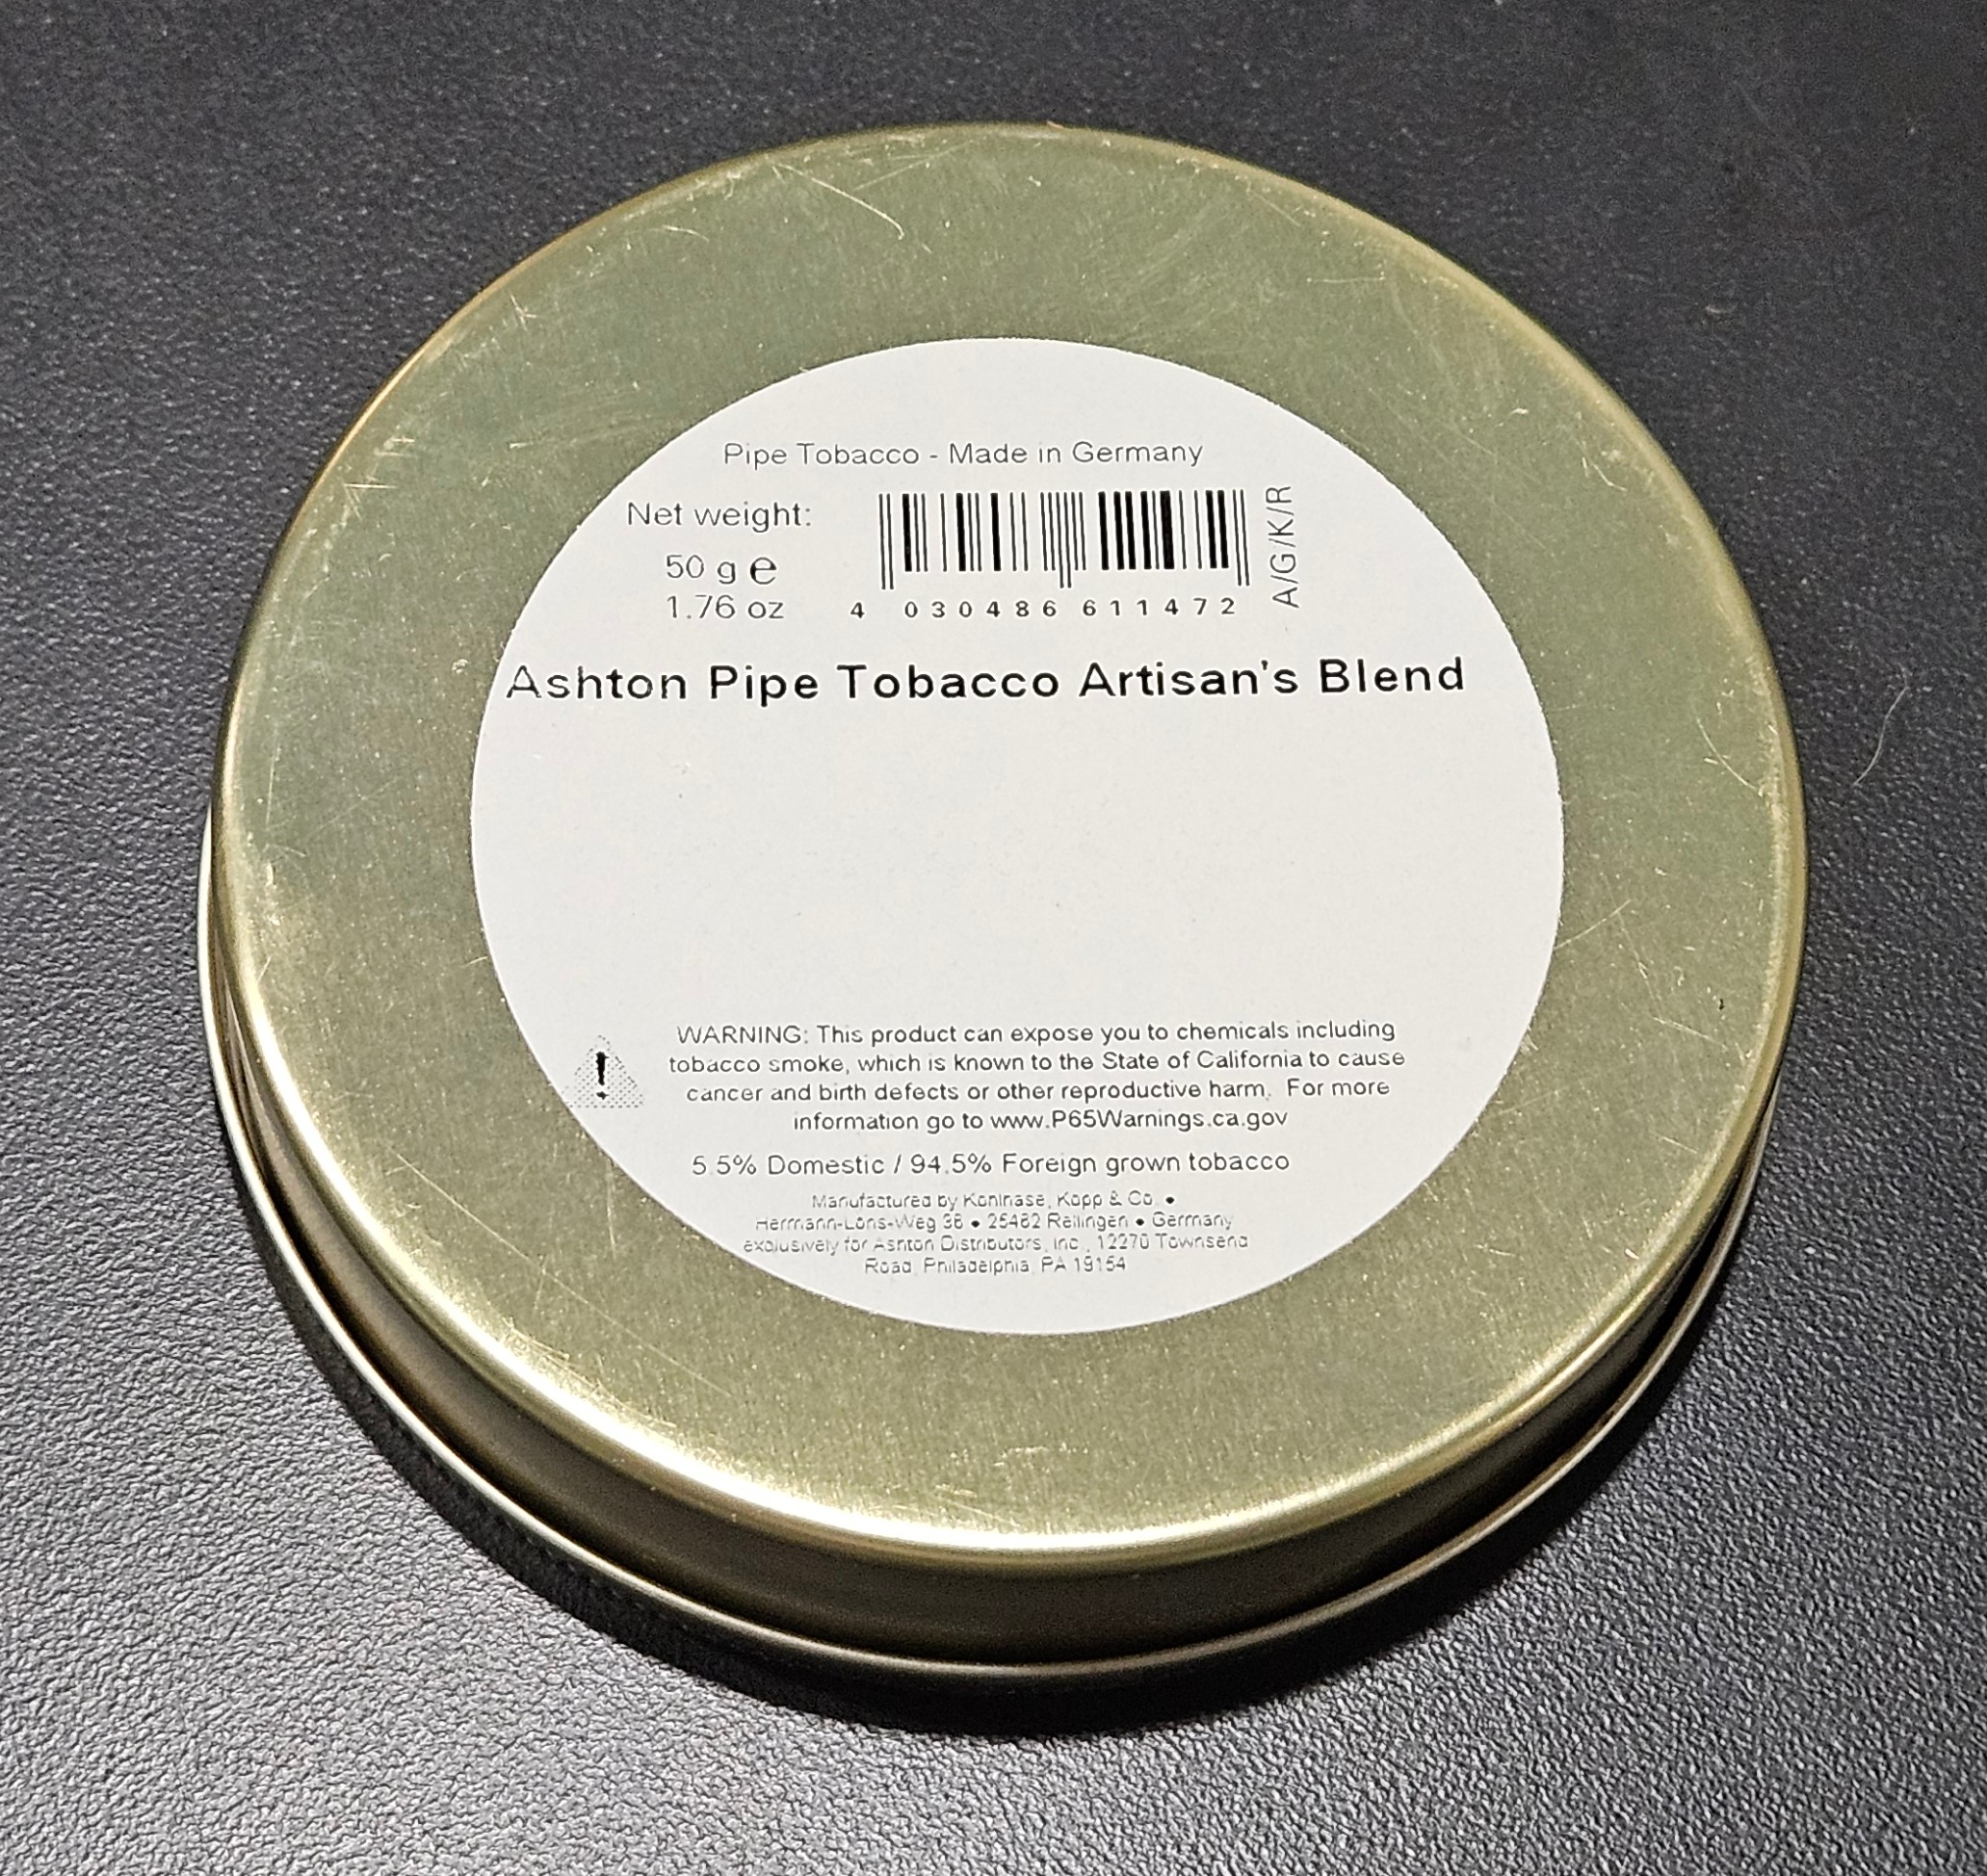 Pipe Tobacco - Made in Germany
Net weight:
50 g e
1.76 oz
4 030486 611472
A/G/K/R
Ashton Pipe Tobacco Artisan's Blend
!
WARNING: This product can expose you to chemicals including
tobacco smoke, which is known to the State of California to cause
cancer and birth defects or other reproductive harm. For more
information go to www.P65Warnings.ca.gov
5.5% Domestic / 94.5% Foreign grown tobacco
Manufactured by Kohlhase, Kopp & Co. •
Hermann-Löns-Weg 36 • 25462 Rellingen • Germany
exclusively for Ashton Distributors, Inc., 12270 Townsend
Road, Philadelphia, PA 19154